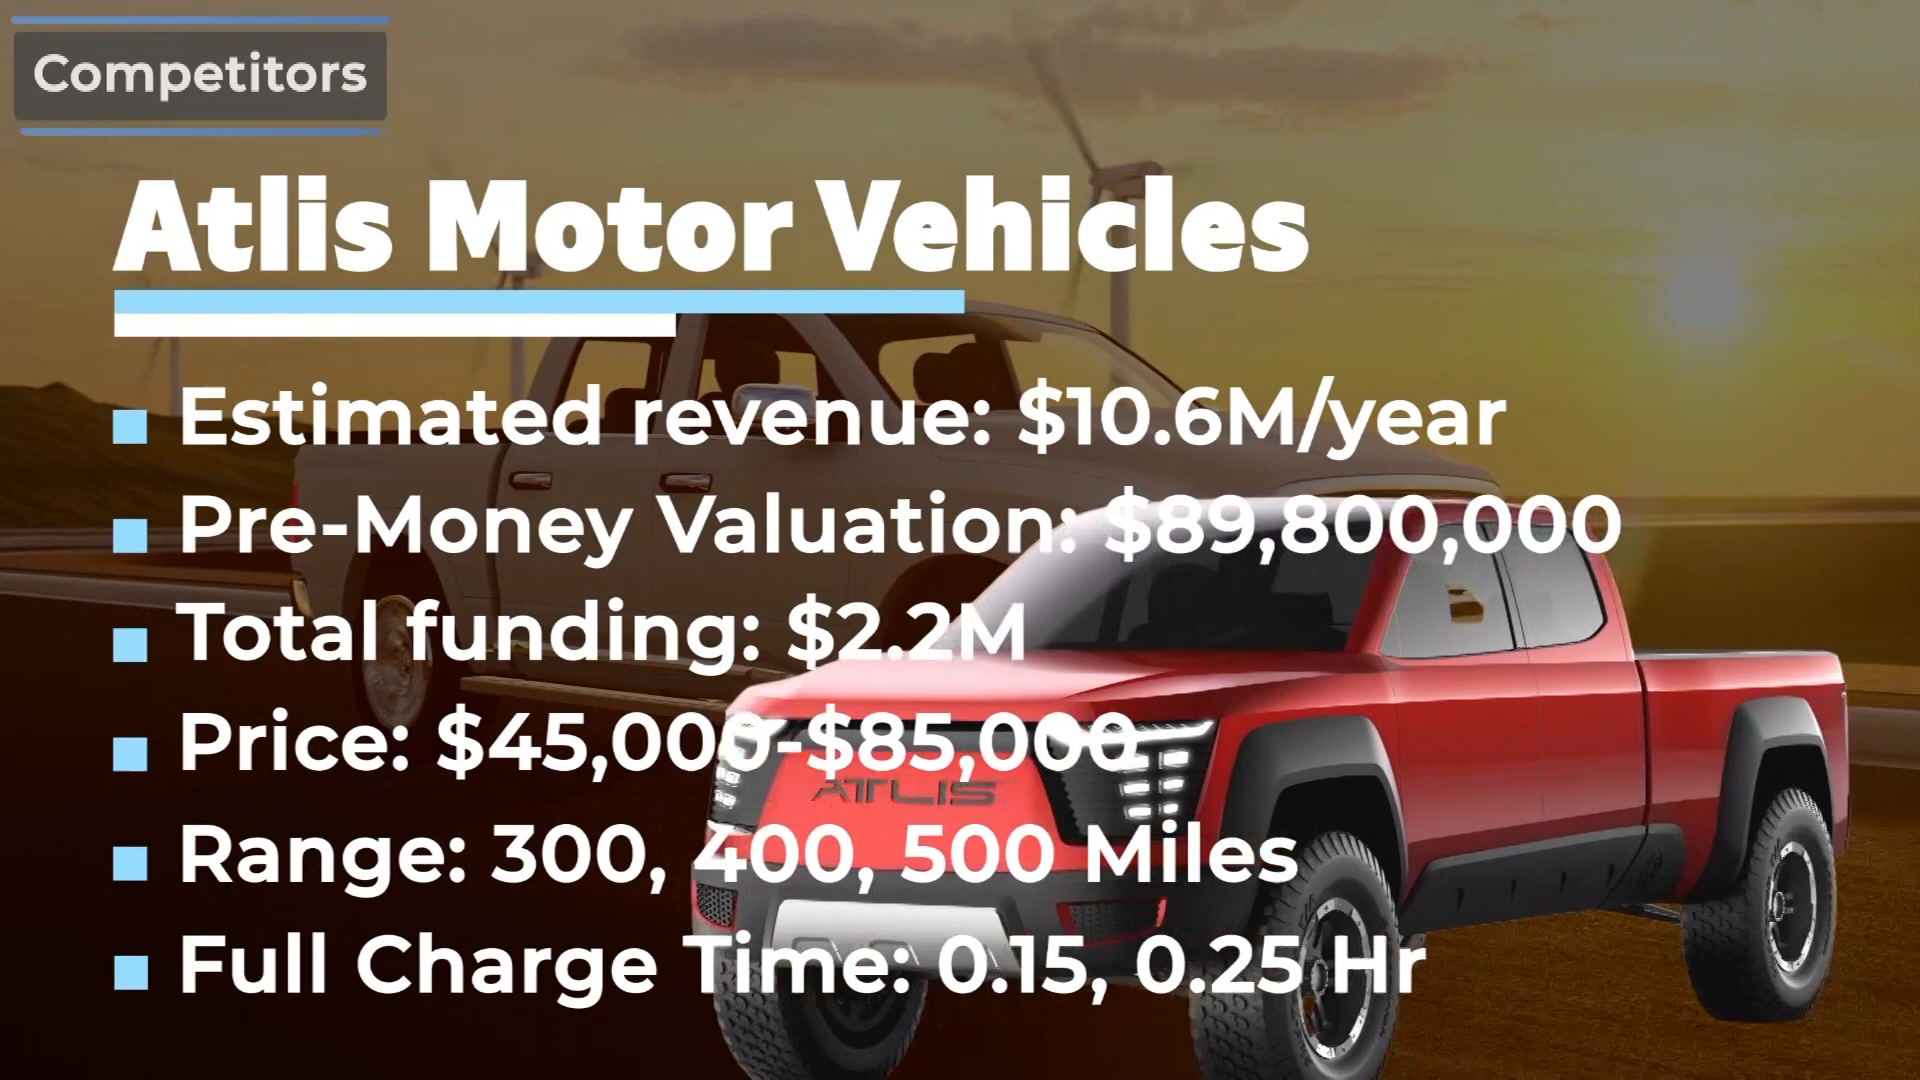 Competitors
Atlis Motor Vehicles
Estimated revenue: $10.6M/year
Pre-Money Valuation: $89,800,000
Total funding: $2.2M
Price: $45,000-$85,000
ATLIS
Range: 300, 400, 500 Miles
Full Charge Time: 0.15, 0.25 Hr